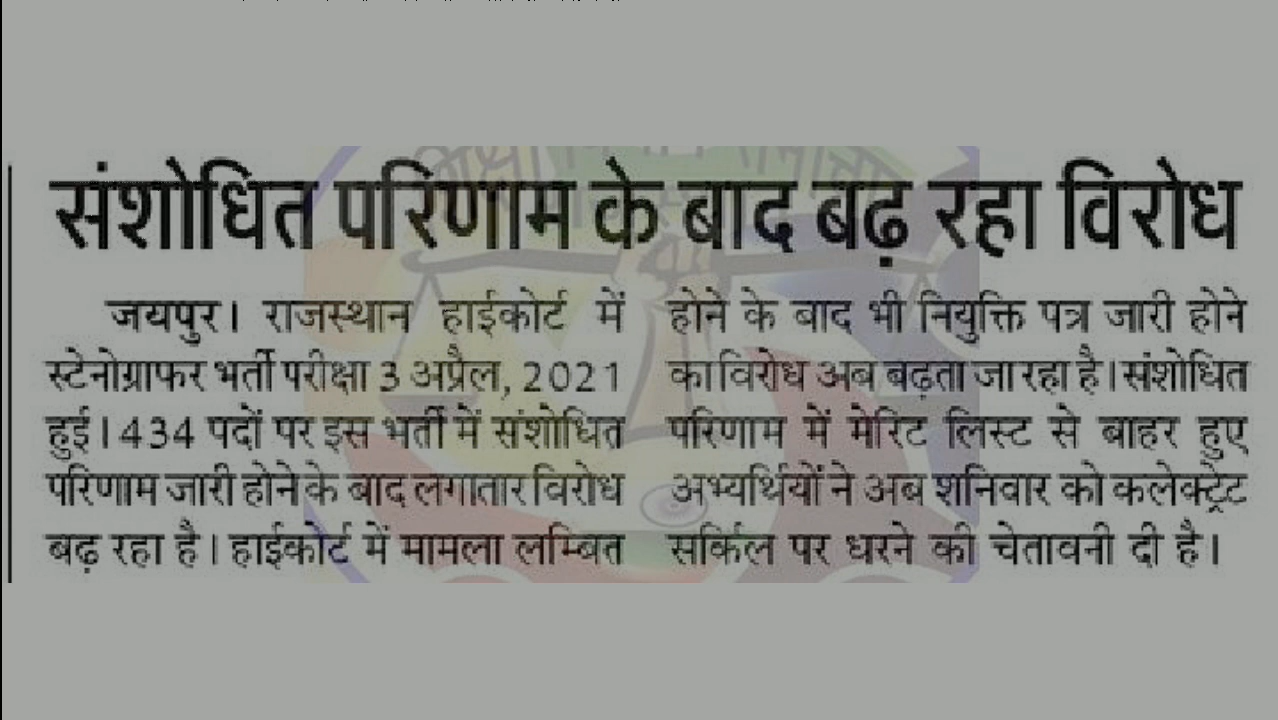 संशोधित परिणाम के बाद बढ़ रहा विरोध
जयपुर। राजस्थान हाईकोर्ट में
स्टेनोग्राफर भर्ती परीक्षा 3 अप्रैल, 2021
हुई। 434 पदों पर इस भर्ती में संशोधित
परिणाम जारी होने के बाद लगातार विरोध
बढ़ रहा है। हाईकोर्ट में मामला लम्बित
होने के बाद भी नियुक्ति पत्र जारी होने
का विरोध अब बढ़ता जा रहा है। संशोधित
परिणाम में मेरिट लिस्ट से बाहर हुए
अभ्यर्थियों ने अब शनिवार को कलेक्ट्रेट
सर्किल पर धरने की चेतावनी दी है।